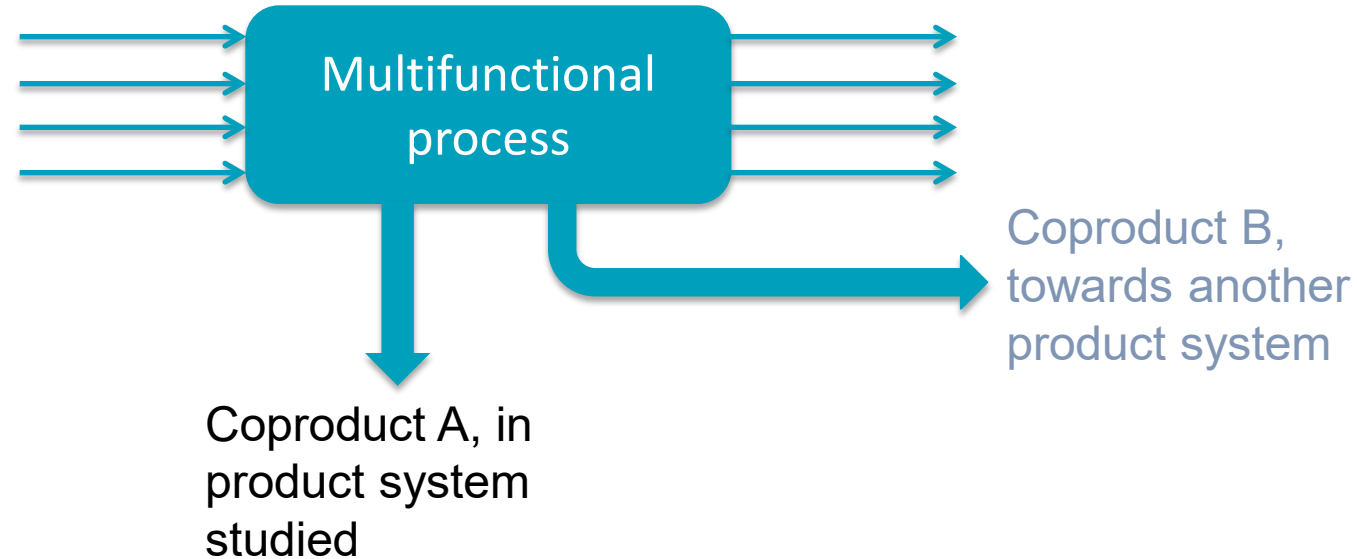 Multifunctional
process
Coproduct B,
towards another
product system
Coproduct A, in
product system
studied